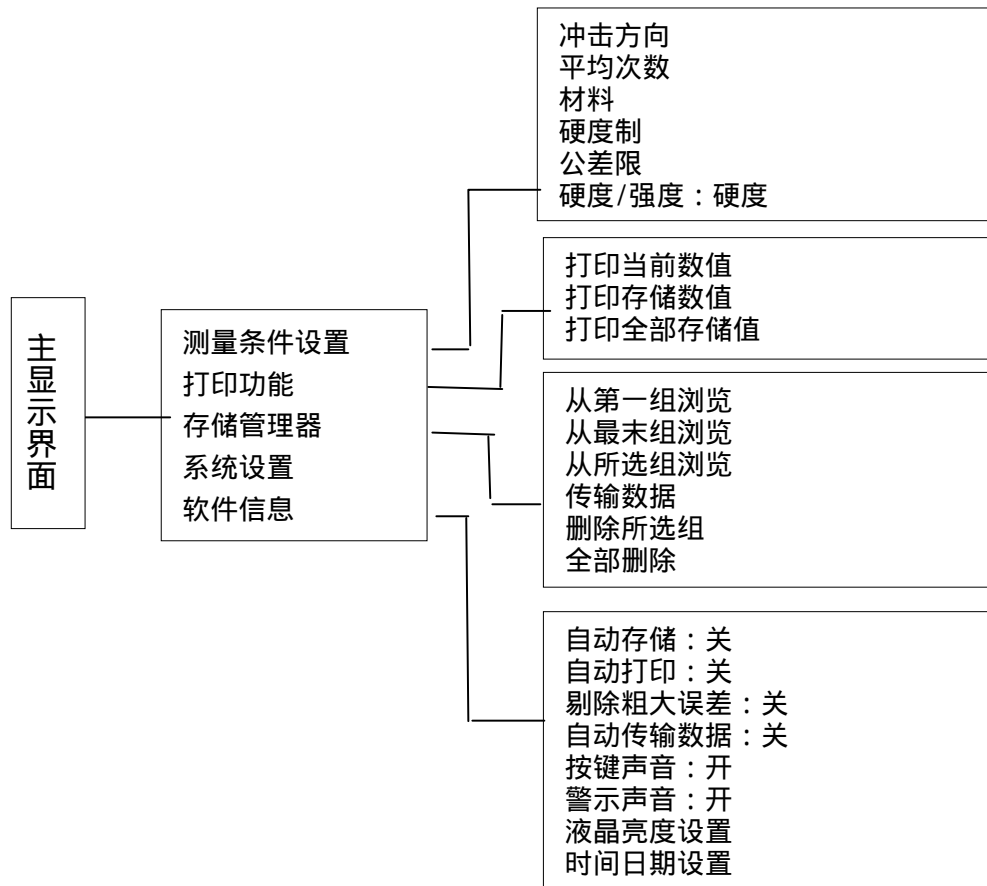 主显示界面
测量条件设置
打印功能
存储管理器
系统设置
软件信息
冲击方向
平均次数
材料
硬度制
公差限
硬度/强度：硬度
打印当前数值
打印存储数值
打印全部存储值
从第一组浏览
从最末组浏览
从所选组浏览
传输数据
删除所选组
全部删除
自动存储：关
自动打印：关
剔除粗大误差：关
自动传输数据：关
按键声音：开
警示声音：开
液晶亮度设置
时间日期设置